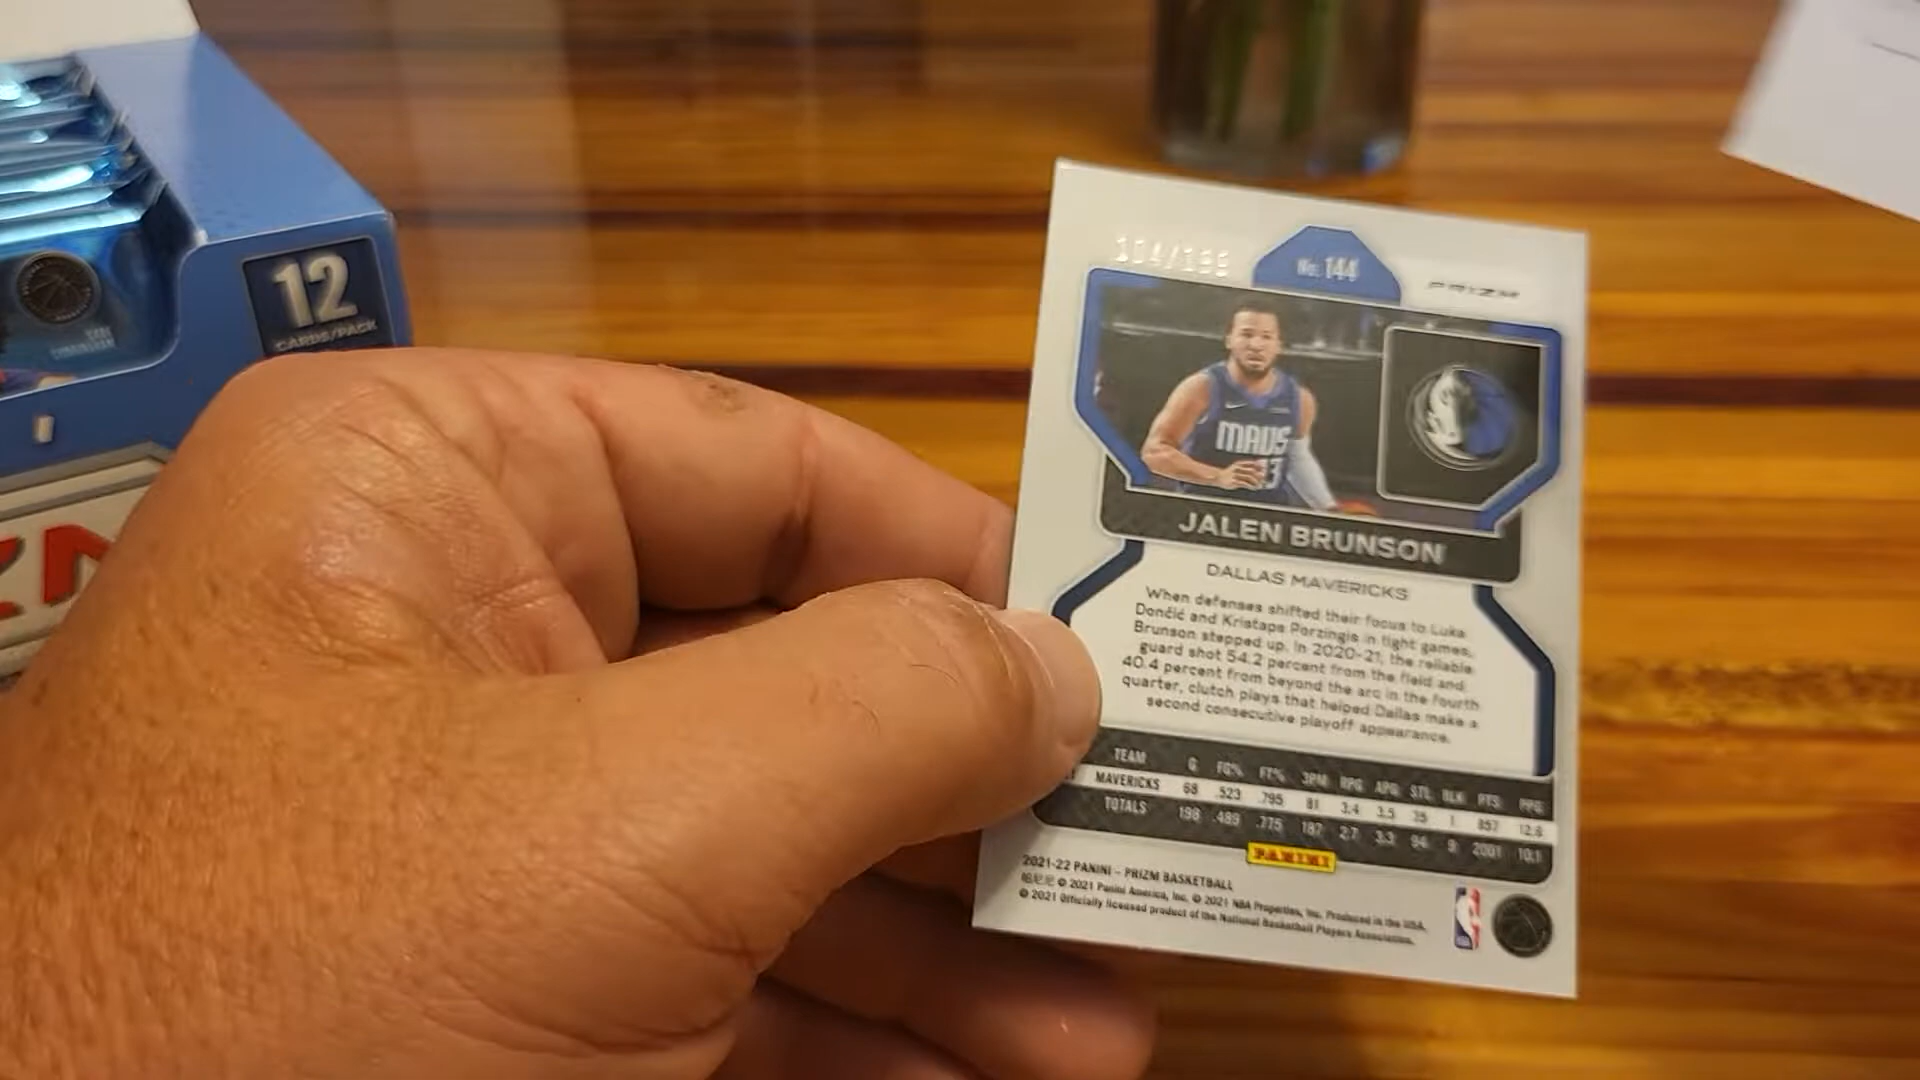 12
CARDS/PACK
CADE
CUNNINGHAM
No. 144
PRIZM
MAVS
13
JALEN BRUNSON
DALLAS MAVERICKS
When defenses shifted their focus to Luka
Dončić and Kristaps Porzingis in tight games,
Brunson stepped up. In 2020-21, the reliable
guard shot 54.2 percent from the field and
40.4 percent from beyond the arc in the fourth
quarter, clutch plays that helped Dallas make a
second consecutive playoff appearance.
TEAM G FG% FT% 3PM RPG APG STL BLK PTS PPG
MAVERICKS 68 .523 .795 81 3.4 3.5 35 1 857 12.6
TOTALS 198 .489 .775 187 2.7 3.3 94 9 2001 10.1
PANINI
2021-22 PANINI - PRIZM BASKETBALL
帕尼尼 © 2021 Panini America, Inc. © 2021 NBA Properties, Inc. Produced in the USA.
© 2021 Officially licensed product of the National Basketball Players Association.